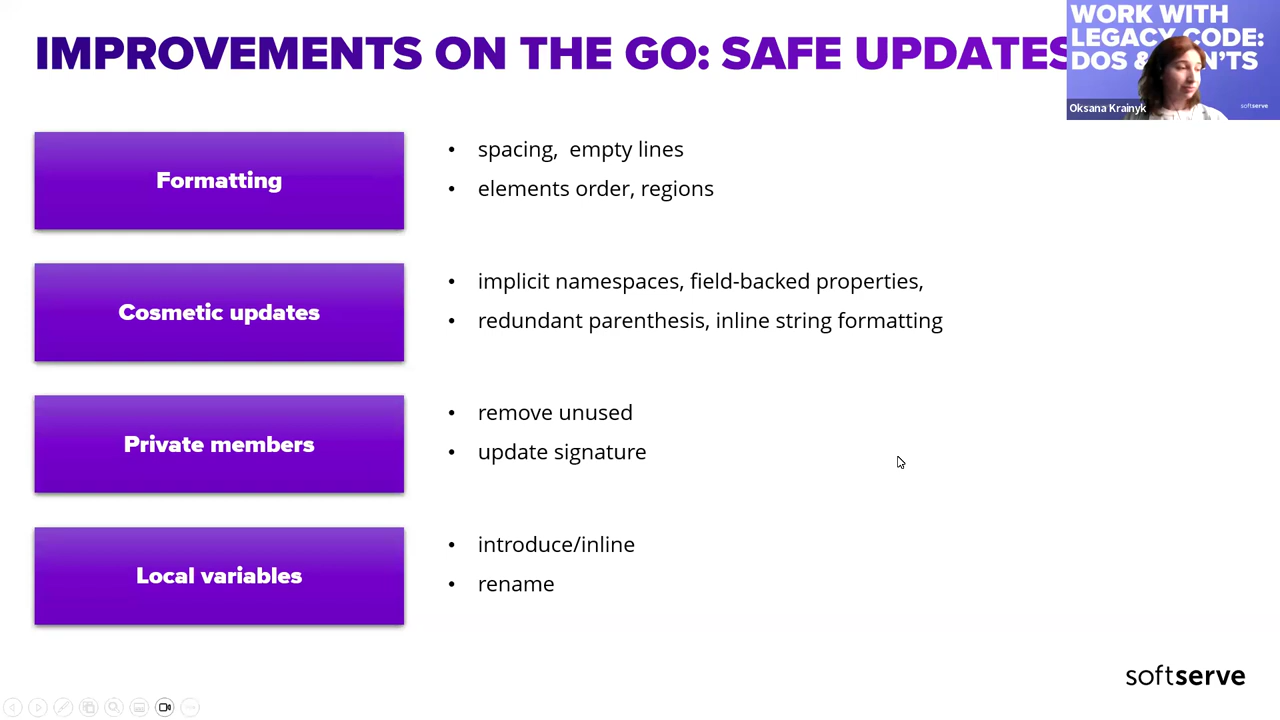 IMPROVEMENTS ON THE GO: SAFE UPDATES
WORK WITH
LEGACY CODE:
DOS & N'TS
Oksana Krainyk
softserve
Formatting
• spacing, empty lines
• elements order, regions
Cosmetic updates
• implicit namespaces, field-backed properties,
• redundant parenthesis, inline string formatting
Private members
• remove unused
• update signature
Local variables
• introduce/inline
• rename
softserve